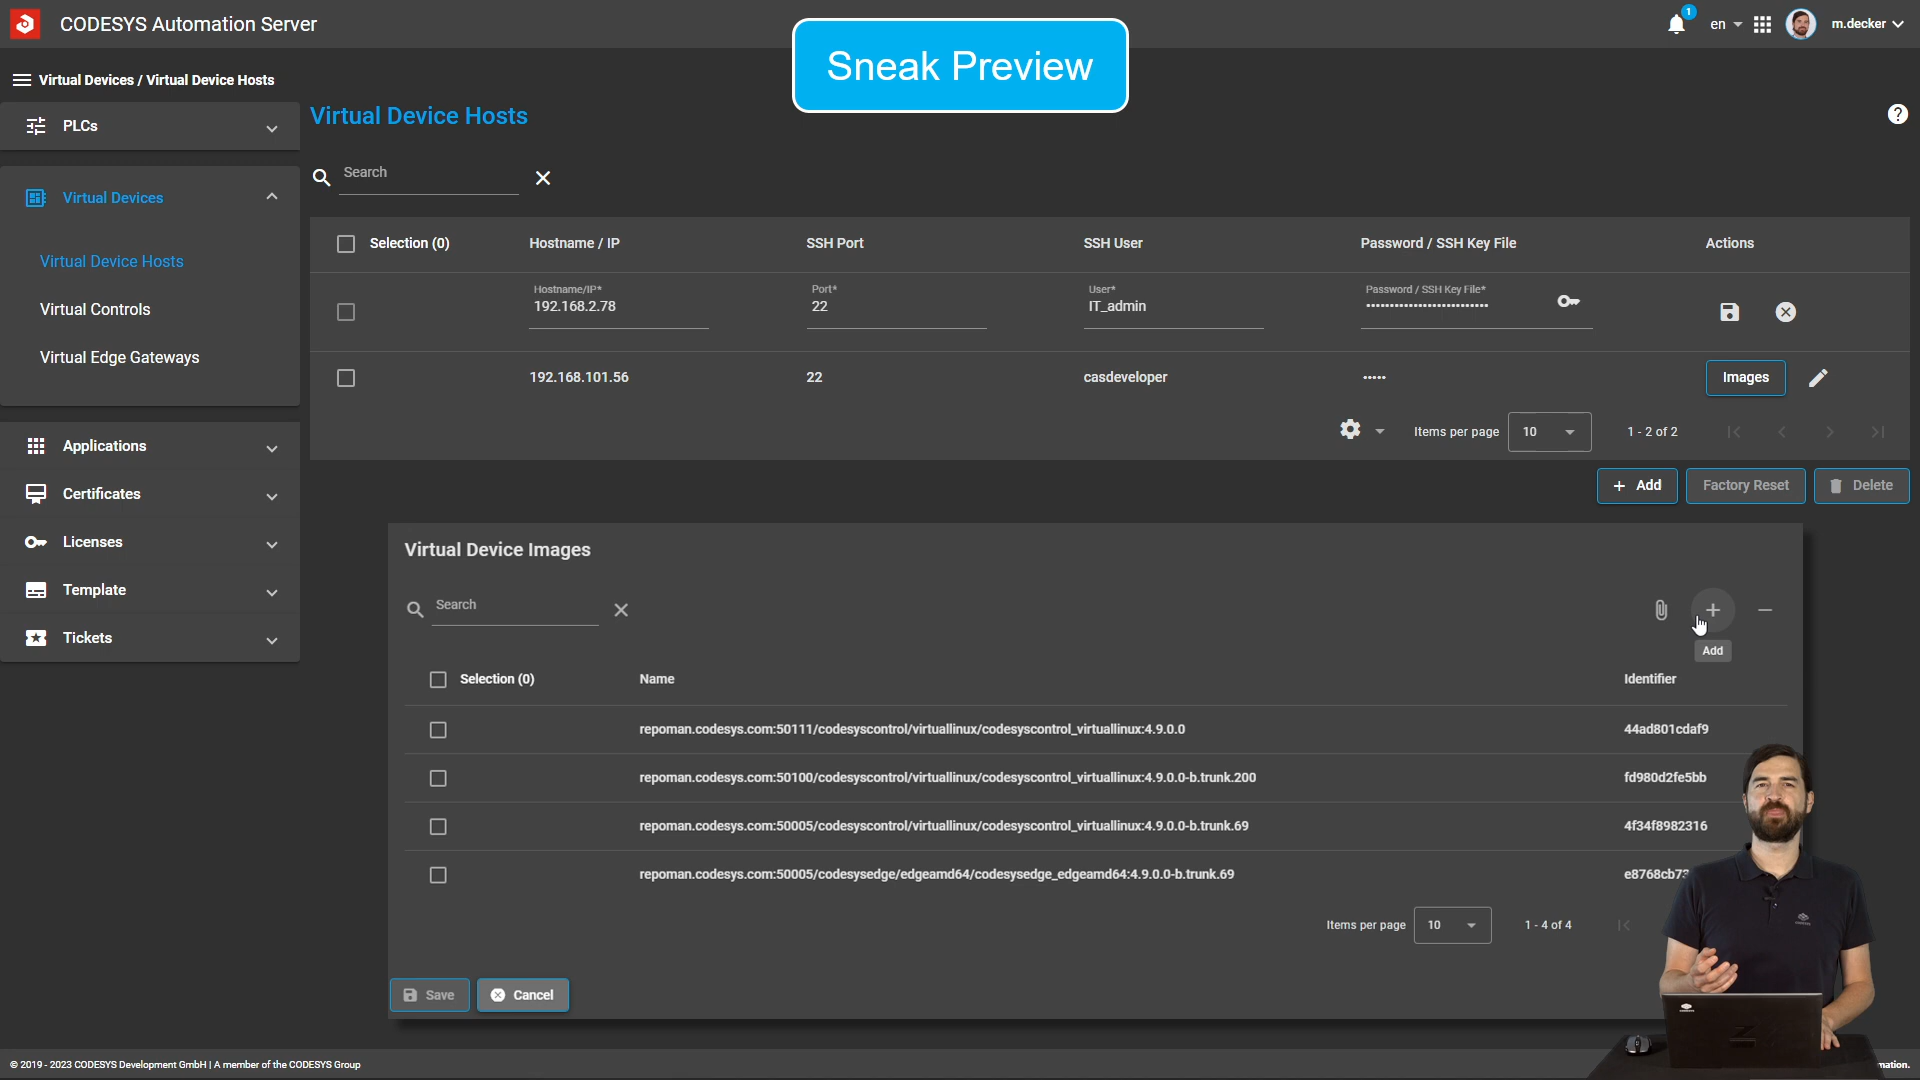 CODESYS Automation Server
1
en
m.decker
Sneak Preview
Virtual Devices / Virtual Device Hosts
PLCs
Virtual Device Hosts
?
Virtual Devices
Search
Virtual Device Hosts
Virtual Controls
Virtual Edge Gateways
Selection (0)
Hostname / IP
SSH Port
SSH User
Password / SSH Key File
Actions
Hostname/IP*
Port*
User*
Password / SSH Key File*
192.168.2.78
22
IT_admin
192.168.101.56
22
casdeveloper
Images
Items per page
10
1 - 2 of 2
Applications
Certificates
Licenses
Template
Tickets
Add
Factory Reset
Delete
Virtual Device Images
Search
Add
Selection (0)
Name
Identifier
repoman.codesys.com:50111/codesyscontrol/virtuallinux/codesyscontrol_virtuallinux:4.9.0.0
44ad801cdaf9
repoman.codesys.com:50100/codesyscontrol/virtuallinux/codesyscontrol_virtuallinux:4.9.0.0-b.trunk.200
fd980d2fe5bb
repoman.codesys.com:50005/codesyscontrol/virtuallinux/codesyscontrol_virtuallinux:4.9.0.0-b.trunk.69
4f34f8982316
repoman.codesys.com:50005/codesysedge/edgeamd64/codesysedge_edgeamd64:4.9.0.0-b.trunk.69
e8768cb73
Items per page
10
1 - 4 of 4
Save
Cancel
© 2019 - 2023 CODESYS Development GmbH | A member of the CODESYS Group
mation.